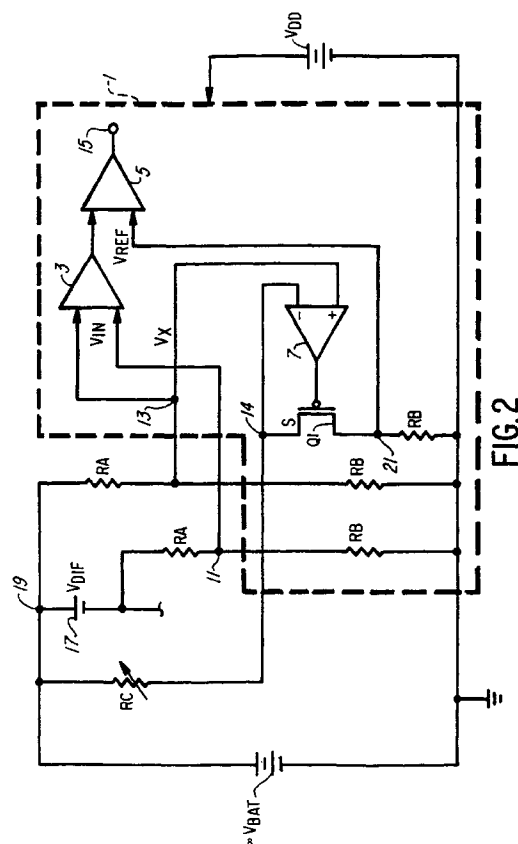 19
RC
17
VDIF
RA
RA
11
13
14
VX
VIN
3
VREF
5
15
1
7
-
+
S
Q1
21
RB
RB
RB
VBAT
VDD
FIG.2